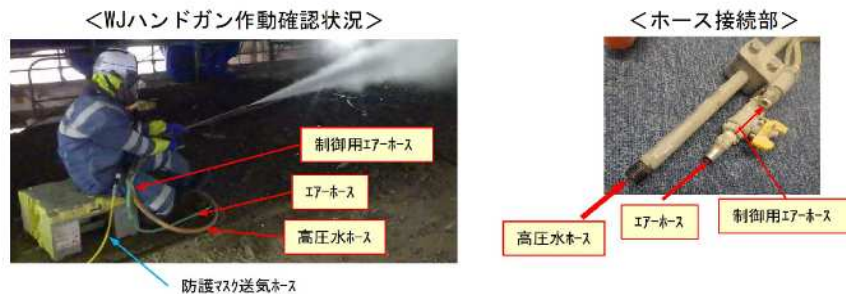 ＜WJハンドガン作動確認状況＞
制御用ｴｱｰﾎｰｽ
ｴｱｰﾎｰｽ
高圧水ﾎｰｽ
防護ﾏｽｸ送気ﾎｰｽ
＜ホース接続部＞
高圧水ﾎｰｽ
ｴｱｰﾎｰｽ
制御用ｴｱｰﾎｰｽ